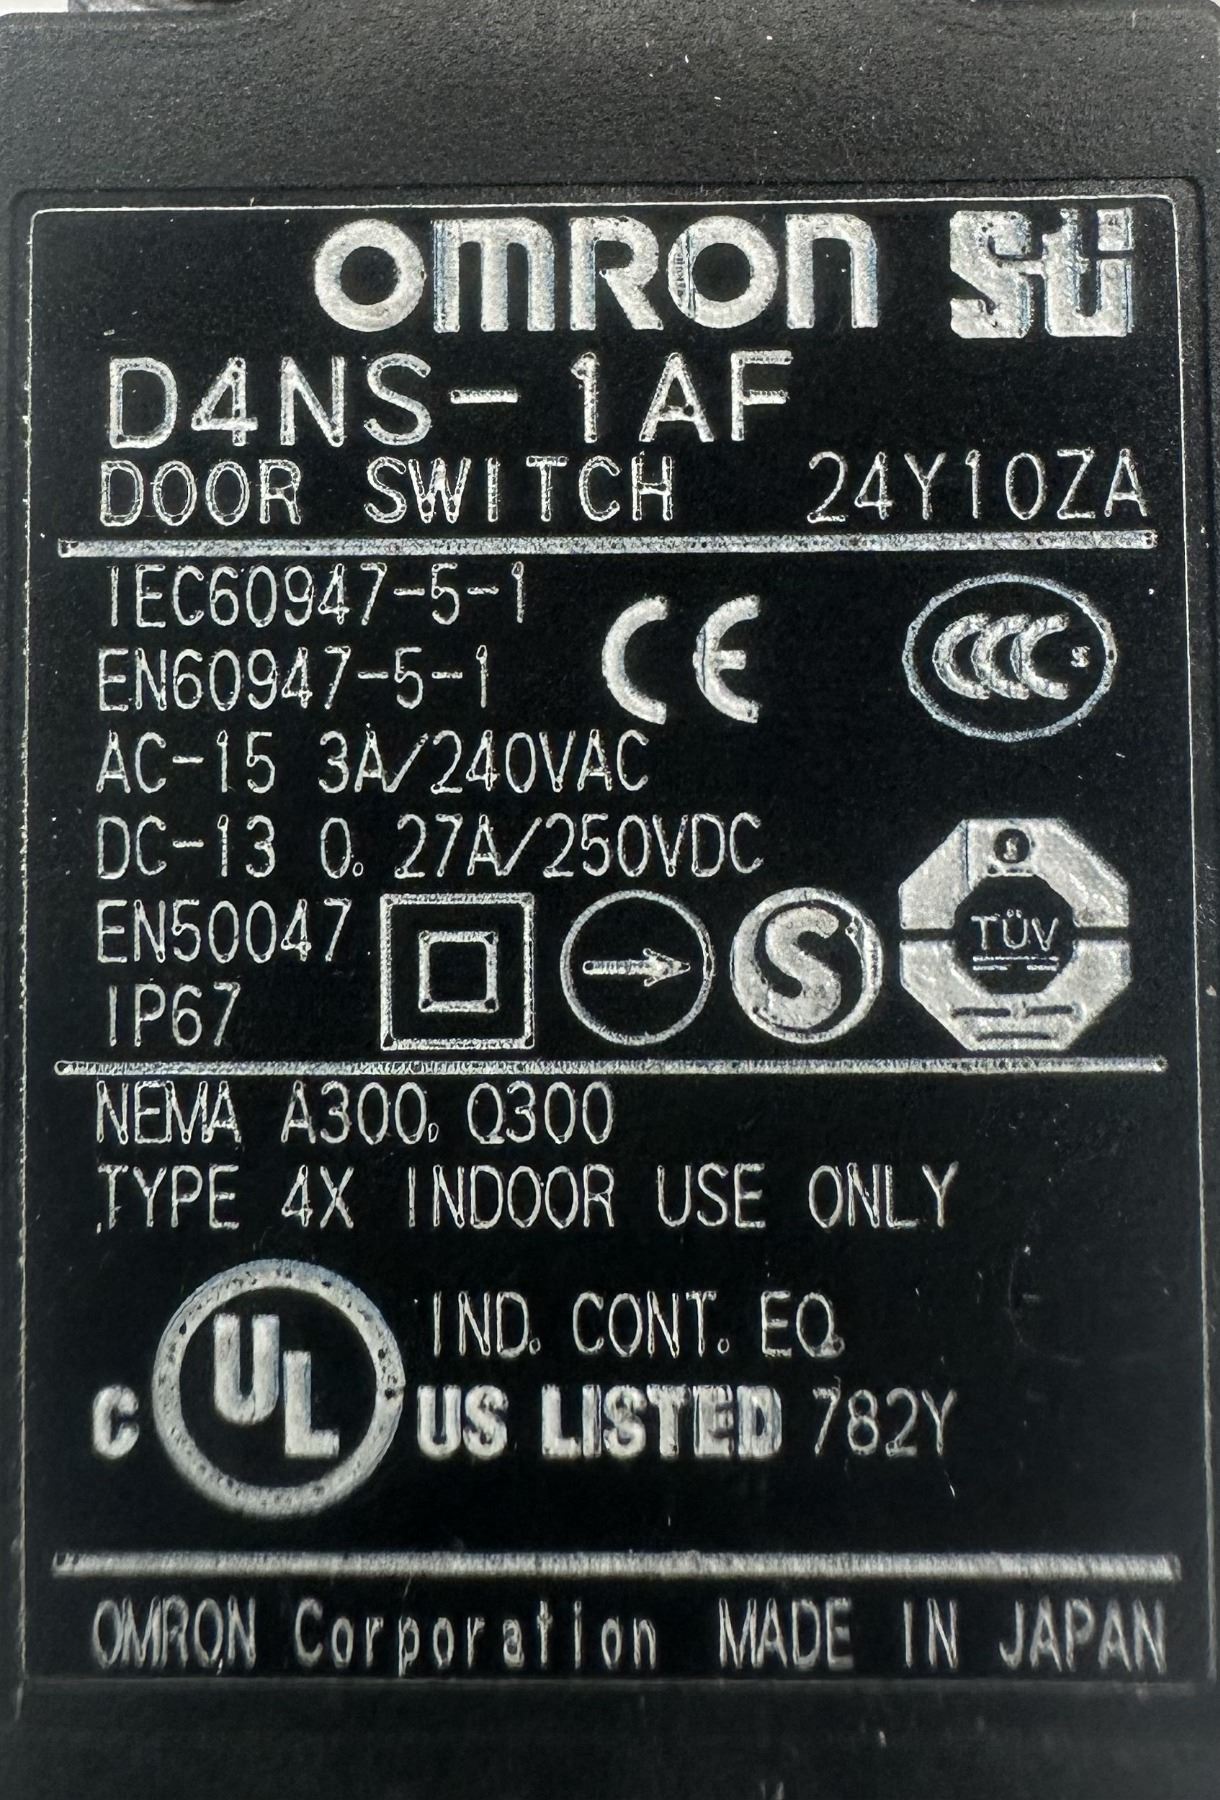 OMRON Sti
D4NS-1AF
DOOR SWITCH 24Y10ZA
IEC60947-5-1
EN60947-5-1
CE
CCC S
AC-15 3A/240VAC
DC-13 0.27A/250VDC
EN50047
IP67
S
TÜV
NEMA A300, Q300
TYPE 4X INDOOR USE ONLY
IND. CONT. EQ.
C UL US LISTED 782Y
OMRON Corporation MADE IN JAPAN